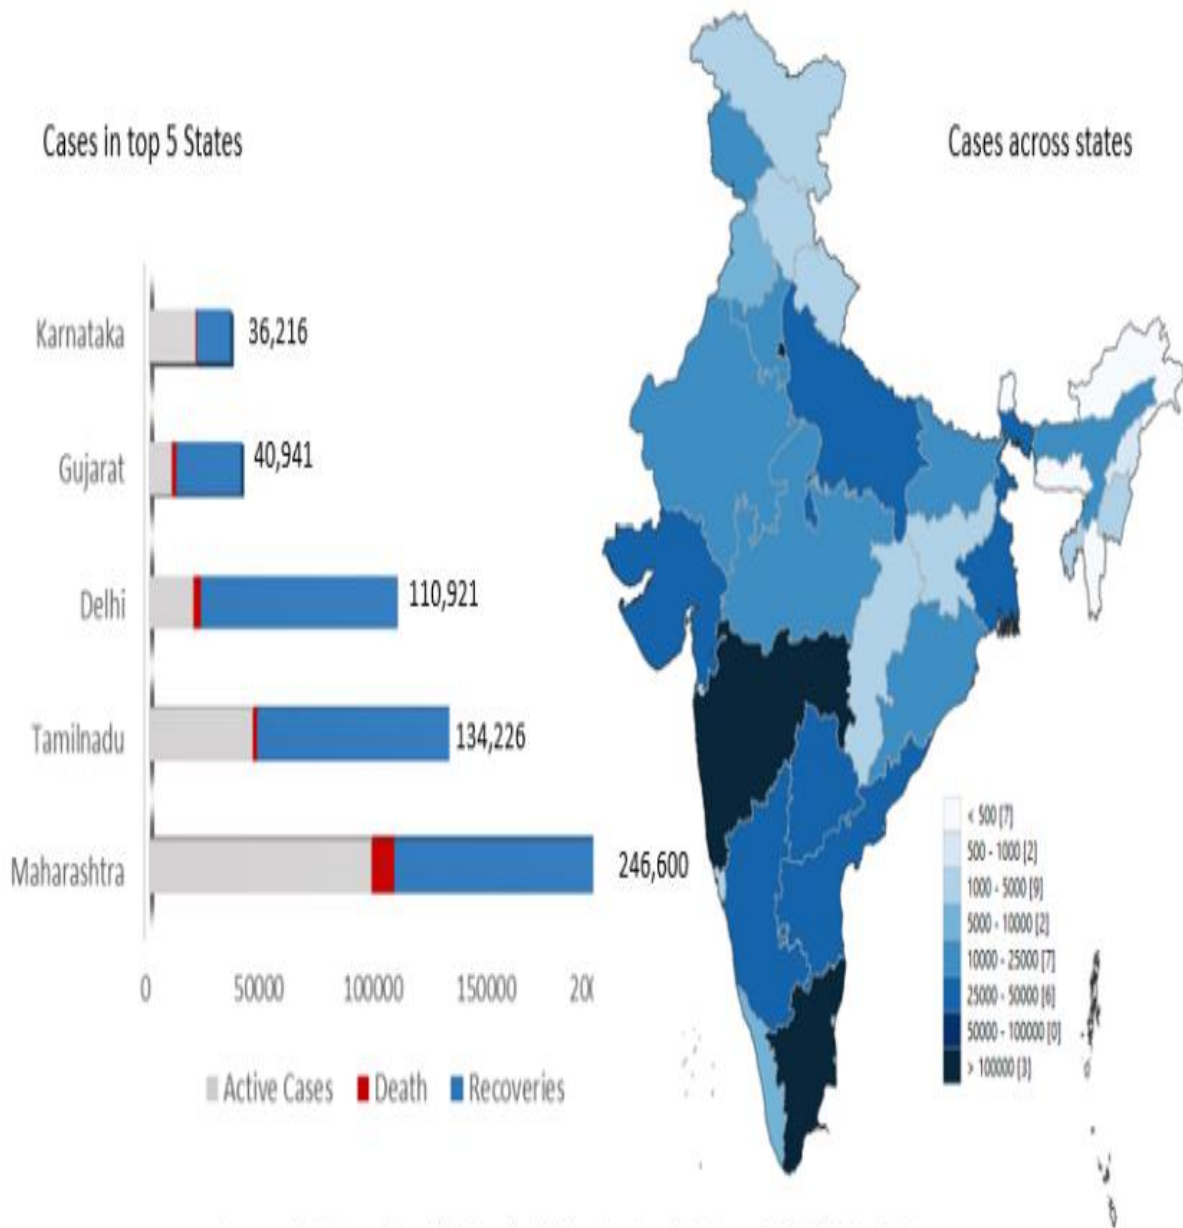 Cases in top 5 States
Karnataka
36,216
Gujarat
40,941
Delhi
110,921
Tamilnadu
134,226
Maharashtra
246,600
0 50000 100000 150000 20
Active Cases Death Recoveries
Cases across states
< 500 [7]
500 - 1000 [2]
1000 - 5000 [9]
5000 - 10000 [2]
10000 - 25000 [7]
25000 - 50000 [6]
50000 - 100000 [0]
> 100000 [3]